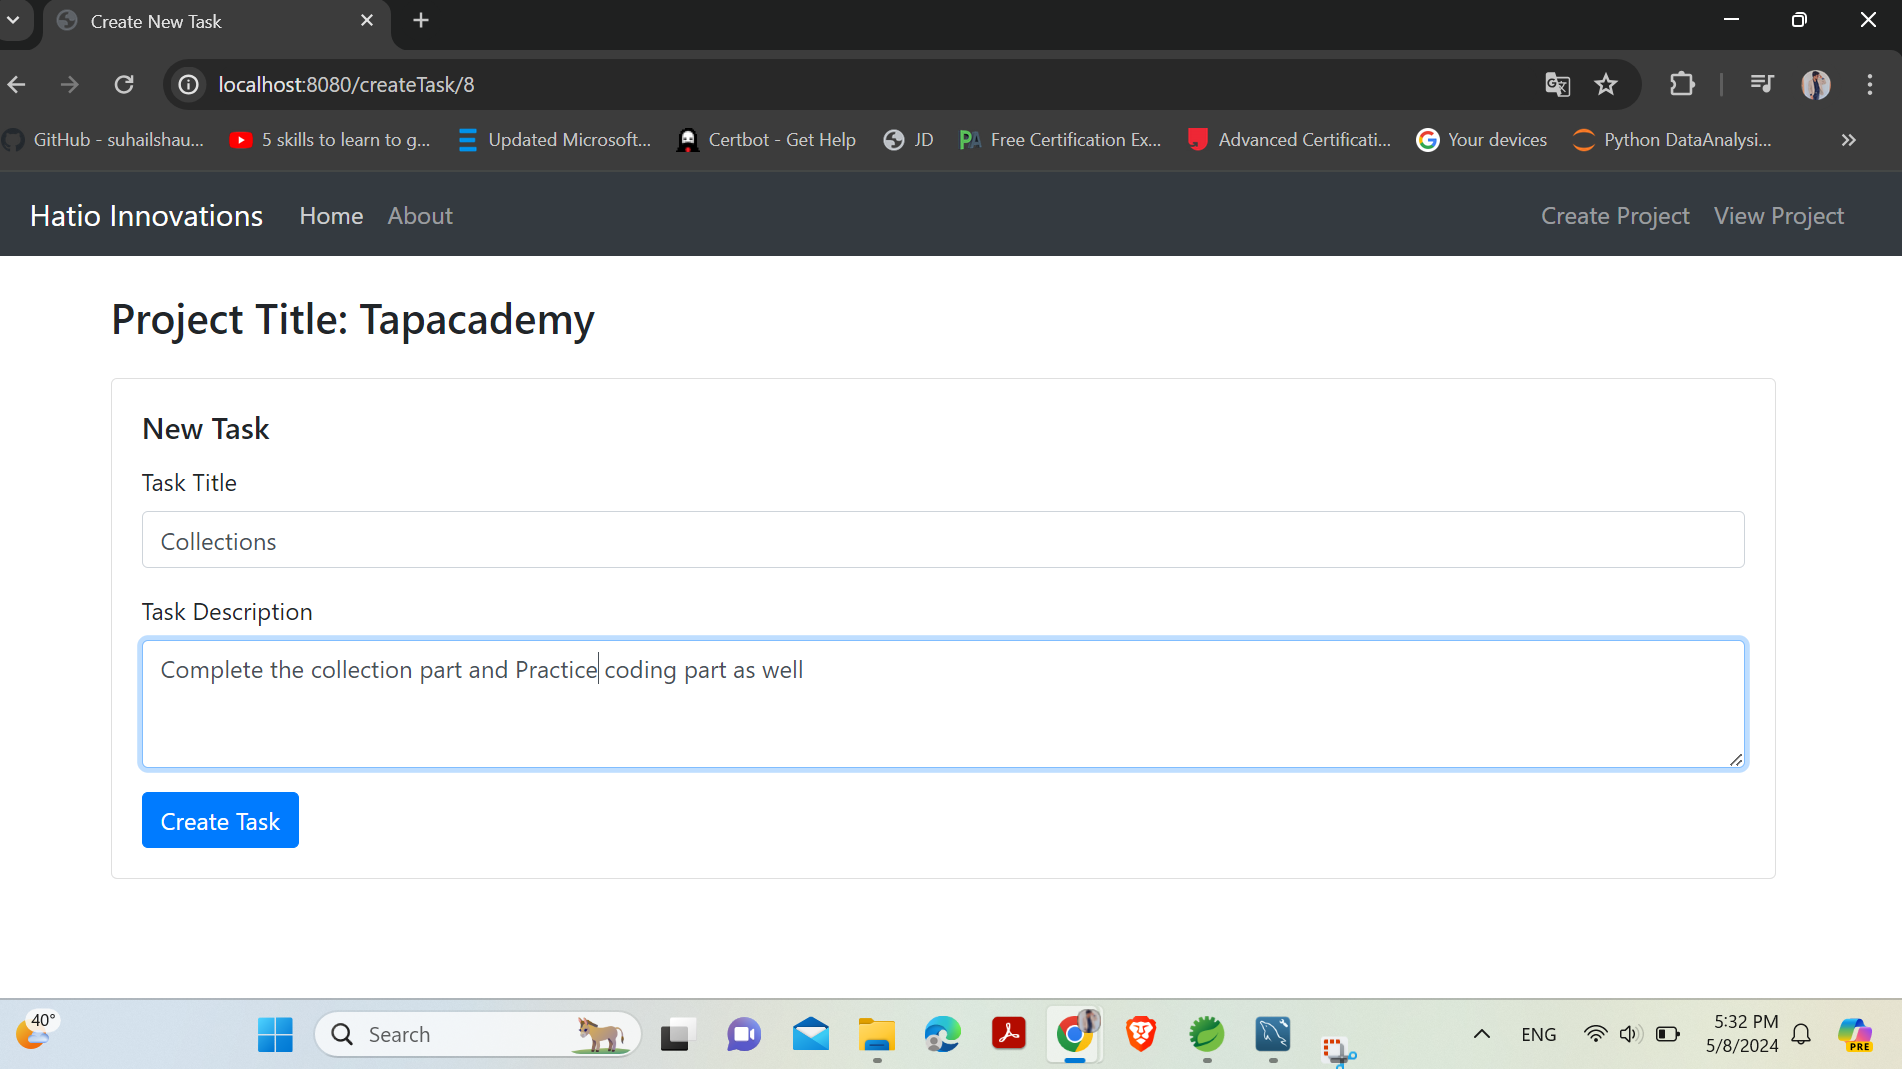 Create New Task
localhost:8080/createTask/8
GitHub - suhailshau...
5 skills to learn to g...
Updated Microsoft...
Certbot - Get Help
JD
PA Free Certification Ex...
Advanced Certificati...
Your devices
Python DataAnalysi...
Hatio Innovations Home About Create Project View Project
Project Title: Tapacademy
New Task
Task Title
Collections
Task Description
Complete the collection part and Practice coding part as well
Create Task
40°
Search
ENG
5:32 PM
5/8/2024
PRE